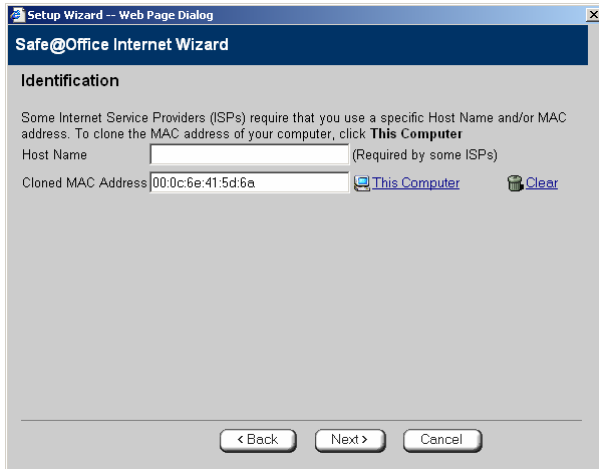 Setup Wizard -- Web Page Dialog
Safe@Office Internet Wizard
Identification
Some Internet Service Providers (ISPs) require that you use a specific Host Name and/or MAC
address. To clone the MAC address of your computer, click This Computer
Host Name (Required by some ISPs)
Cloned MAC Address 00:0c:6e:41:5d:6a This Computer Clear
< Back Next > Cancel